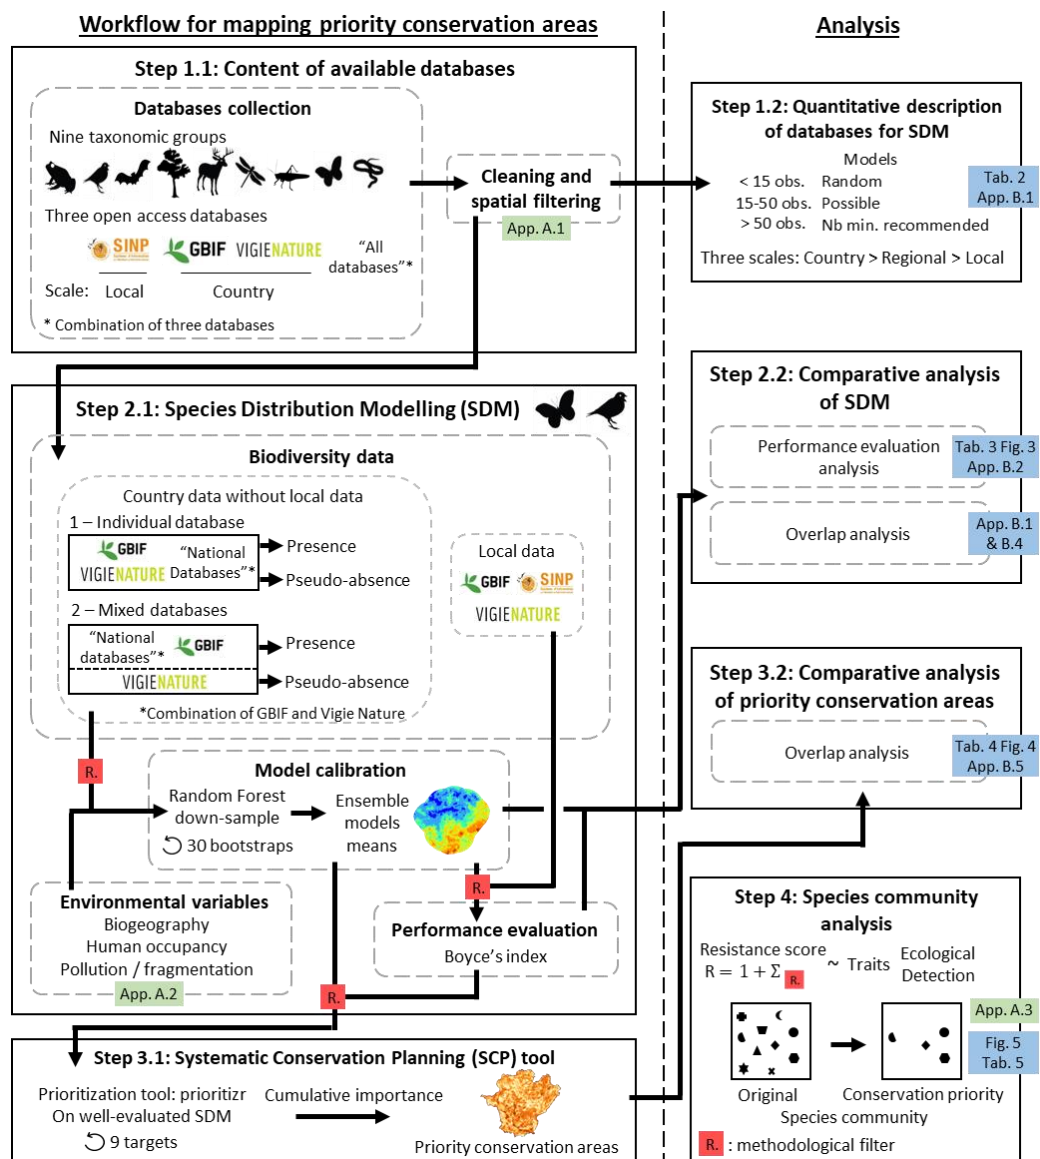 Workflow for mapping priority conservation areas
Analysis
Step 1.1: Content of available databases
Databases collection
Nine taxonomic groups
Three open access databases
SINP
GBIF
VIGIENATURE
“All
databases”*
Scale:
Local
Country
* Combination of three databases
Cleaning and
spatial filtering
App. A.1
Step 1.2: Quantitative description
of databases for SDM
Models
< 15 obs. Random
15-50 obs. Possible
> 50 obs. Nb min. recommended
Three scales: Country > Regional > Local
Tab. 2
App. B.1
Step 2.1: Species Distribution Modelling (SDM)
Biodiversity data
Country data without local data
1 – Individual database
GBIF
VIGIENATURE
“National
Databases”*
Presence
Pseudo-absence
2 – Mixed databases
“National
databases”*
GBIF
VIGIENATURE
Presence
Pseudo-absence
*Combination of GBIF and Vigie Nature
Local data
GBIF
SINP
VIGIENATURE
R.
Model calibration
Random Forest
down-sample
30 bootstraps
Ensemble
models
means
R.
Environmental variables
Biogeography
Human occupancy
Pollution / fragmentation
App. A.2
Performance evaluation
Boyce’s index
R.
Step 2.2: Comparative analysis
of SDM
Performance evaluation
analysis
Tab. 3 Fig. 3
App. B.2
Overlap analysis
App. B.1
& B.4
Step 3.2: Comparative analysis
of priority conservation areas
Overlap analysis
Tab. 4 Fig. 4
App. B.5
Step 3.1: Systematic Conservation Planning (SCP) tool
Prioritization tool: prioritizr
On well-evaluated SDM
9 targets
Cumulative importance
Priority conservation areas
Step 4: Species community
analysis
Resistance score
R = 1 + Σ R.
~ Traits
Ecological
Detection
App. A.3
Fig. 5
Tab. 5
Original
Conservation priority
Species community
R. : methodological filter